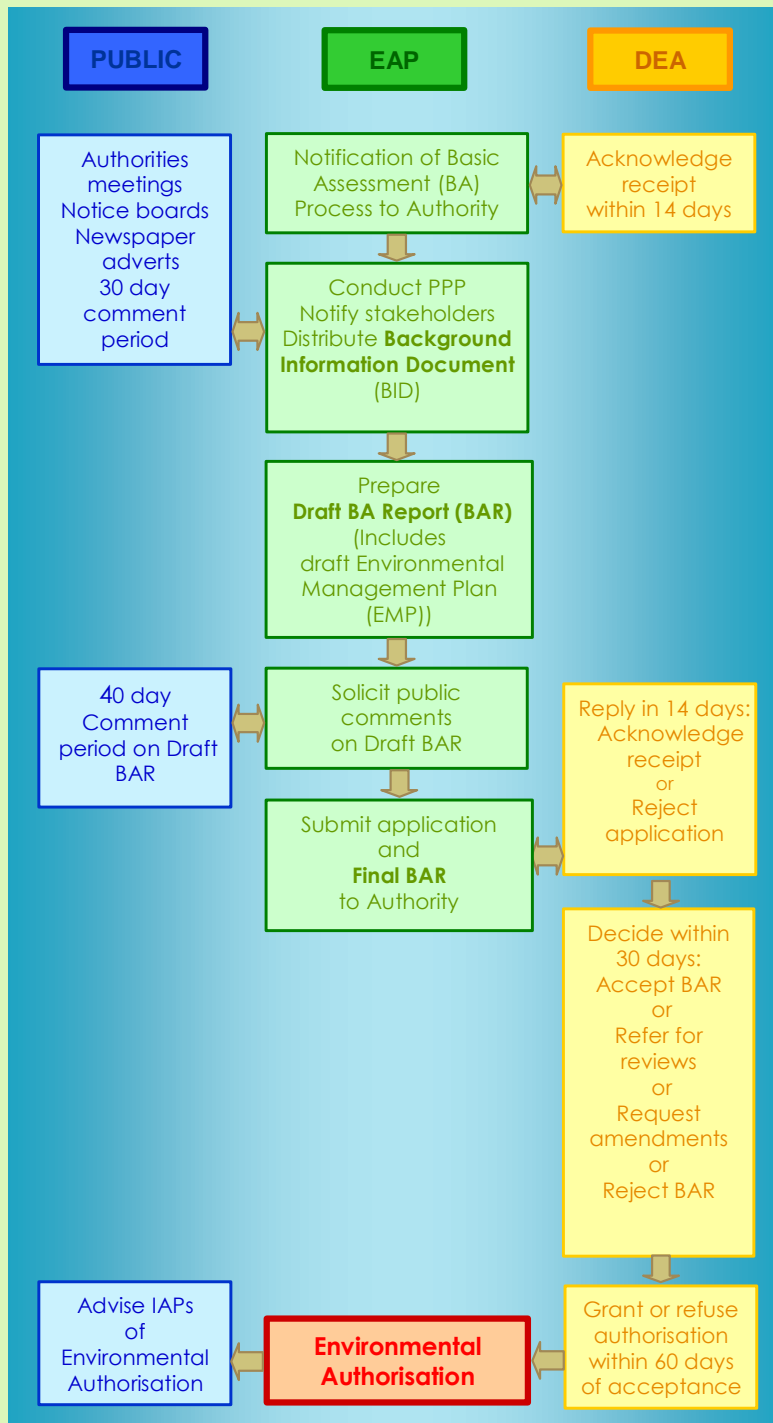 PUBLIC
EAP
DEA
Authorities
meetings
Notice boards
Newspaper
adverts
30 day
comment
period
Notification of Basic
Assessment (BA)
Process to Authority
Acknowledge
receipt
within 14 days
Conduct PPP
Notify stakeholders
Distribute Background
Information Document
(BID)
Prepare
Draft BA Report (BAR)
(Includes
draft Environmental
Management Plan
(EMP))
40 day
Comment
period on Draft
BAR
Solicit public
comments
on Draft BAR
Reply in 14 days:
Acknowledge
receipt
or
Reject
application
Submit application
and
Final BAR
to Authority
Decide within
30 days:
Accept BAR
or
Refer for
reviews
or
Request
amendments
or
Reject BAR
Advise IAPs
of
Environmental
Authorisation
Environmental
Authorisation
Grant or refuse
authorisation
within 60 days
of acceptance